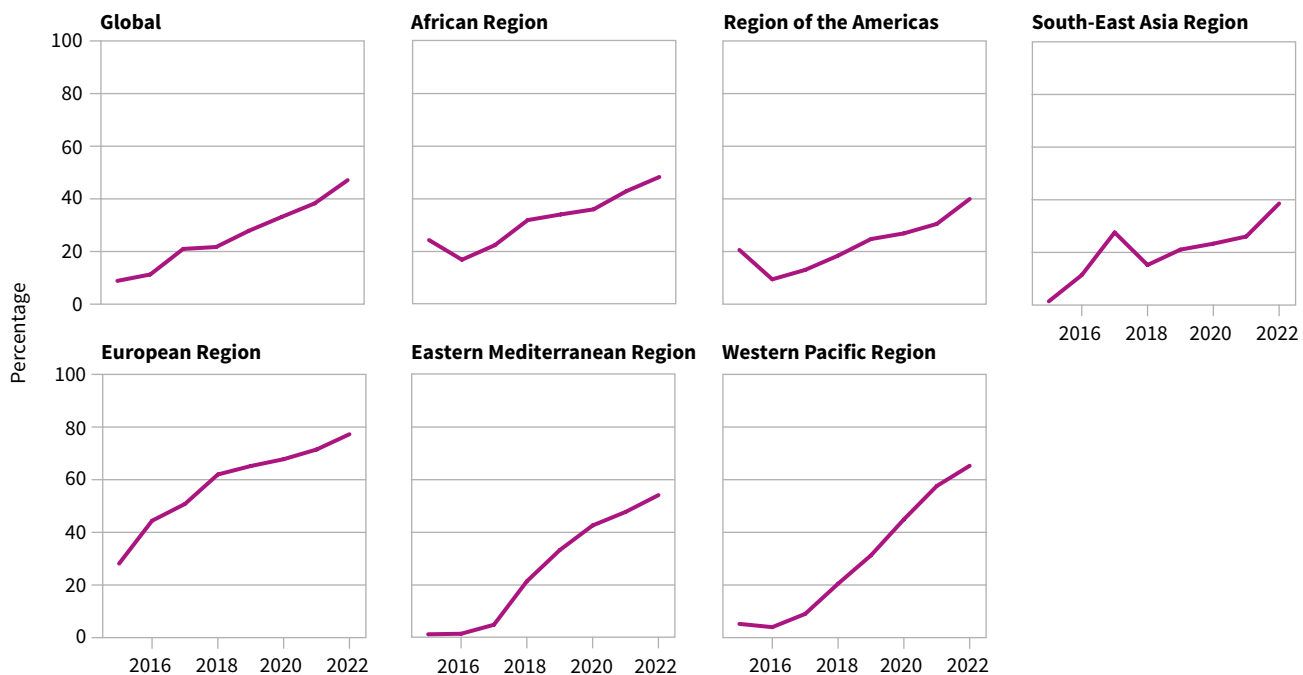 Global
African Region
Region of the Americas
South-East Asia Region
100
80
60
40
20
0
2016 2018 2020 2022
Percentage
European Region
Eastern Mediterranean Region
Western Pacific Region
100
80
60
40
20
0
2016 2018 2020 2022
2016 2018 2020 2022
2016 2018 2020 2022